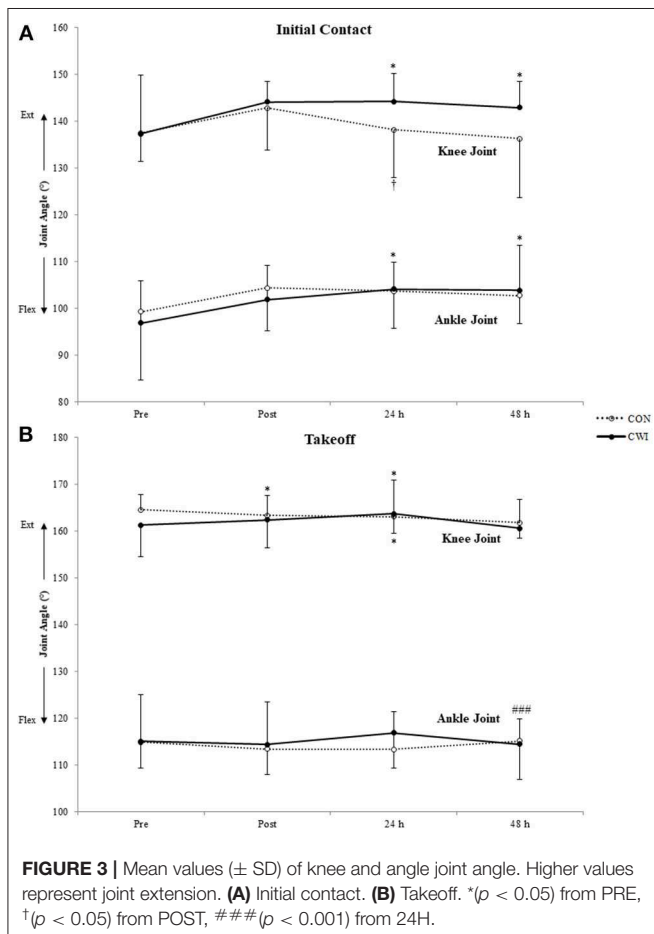 A
Initial Contact
160
150
* *
Ext
140
Knee Joint
130
†
Joint Angle (°)
120
110
* *
Flex
100
Ankle Joint
90
80
Pre Post 24 h 48 h
CON
CWI
B
Takeoff
180
170
* *
Ext
160
*
Knee Joint
150
Joint Angle (°)
140
130
Flex
120
Ankle Joint
###
110
100
Pre Post 24 h 48 h
FIGURE 3 | Mean values (± SD) of knee and angle joint angle. Higher values
represent joint extension. (A) Initial contact. (B) Takeoff. *(p < 0.05) from PRE,
†(p < 0.05) from POST, ###(p < 0.001) from 24H.